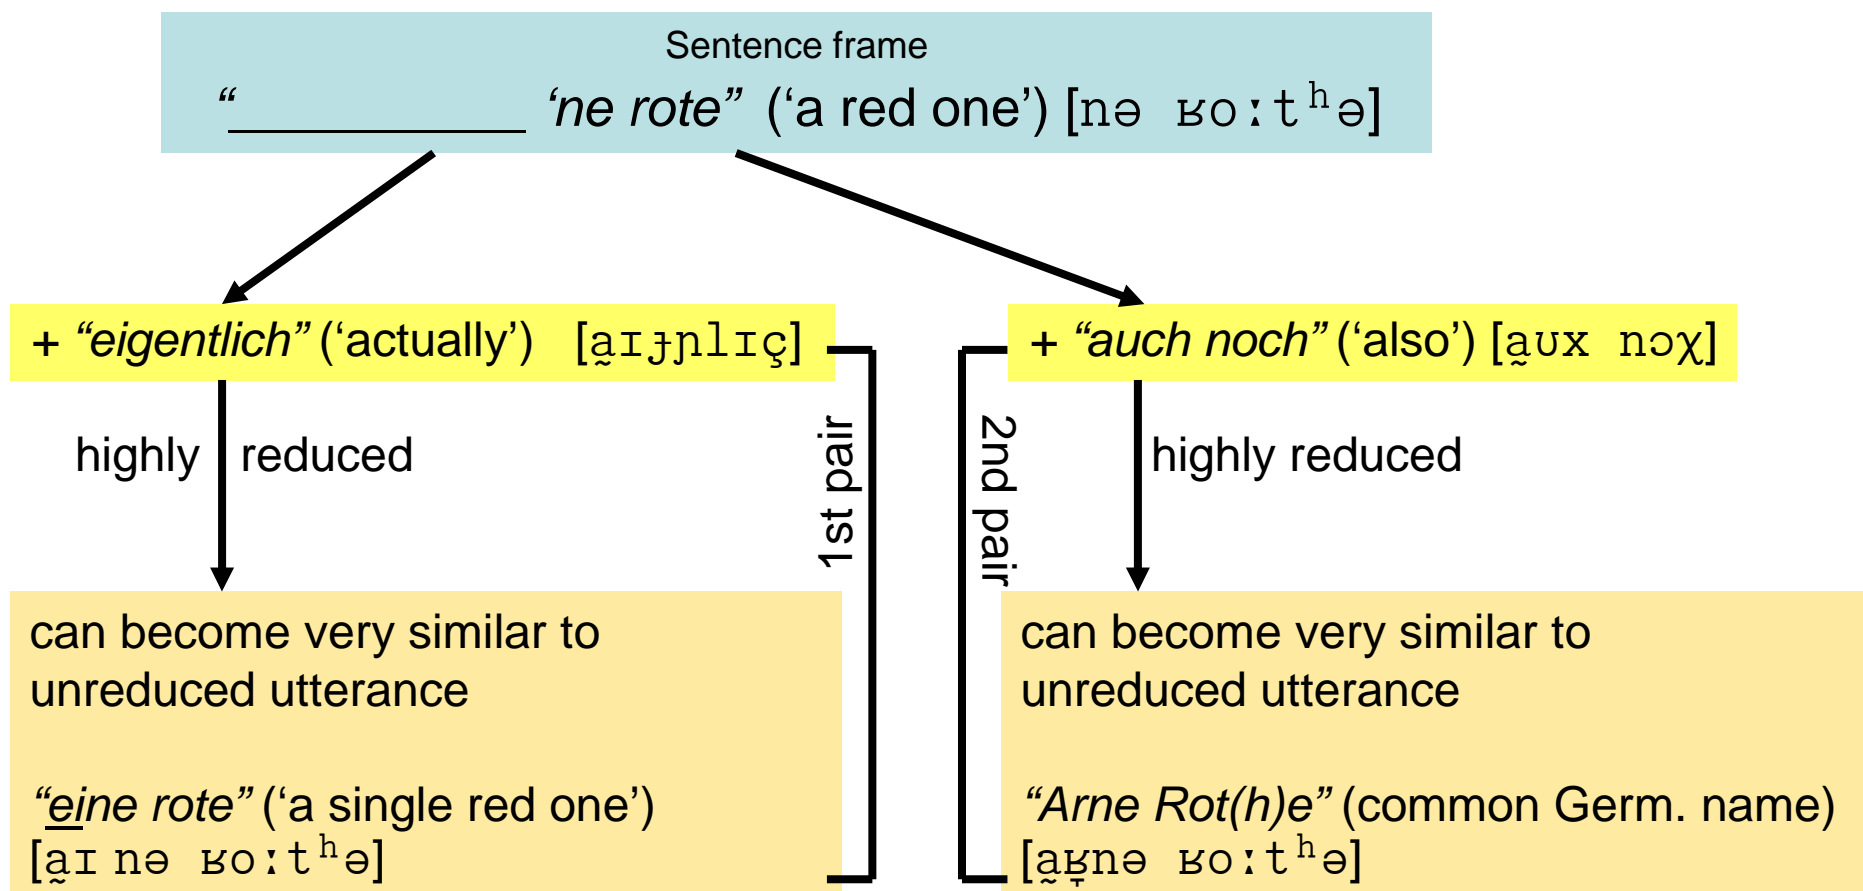 Sentence frame
“___________ ‘ne rote” (‘a red one’) [nə ʁoːtʰə]
+ “eigentlich” (‘actually’) [a̰ɪɟɲlɪç]
+ “auch noch” (‘also’) [a̰ʊx nɔχ]
highly reduced
1st pair
2nd pair
highly reduced
can become very similar to
unreduced utterance
“eine rote” (‘a single red one’)
[a̰ɪ nə ʁoːtʰə]
can become very similar to
unreduced utterance
“Arne Rot(h)e” (common Germ. name)
[a̰ʁ̞nə ʁoːtʰə]